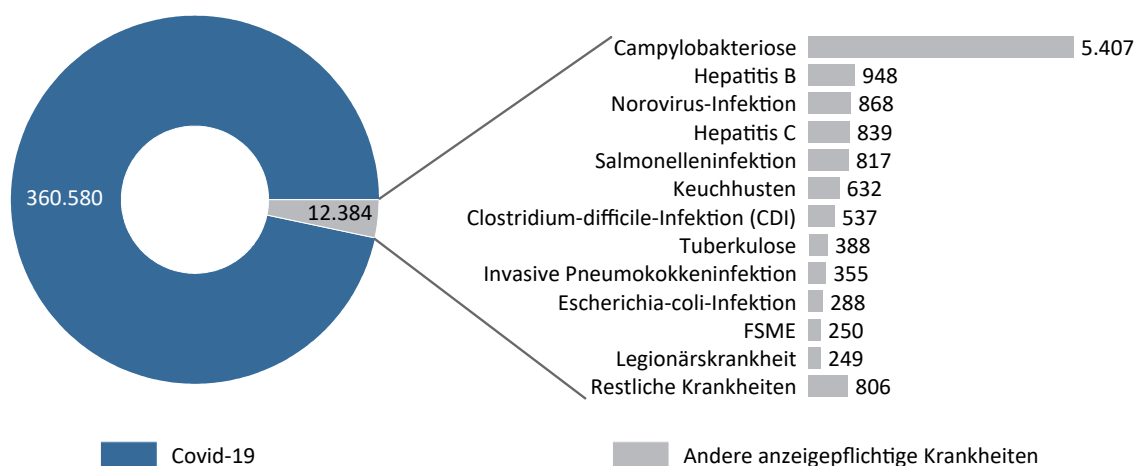 360.580
12.384
Campylobakteriose 5.407
Hepatitis B 948
Norovirus-Infektion 868
Hepatitis C 839
Salmonelleninfektion 817
Keuchhusten 632
Clostridium-difficile-Infektion (CDI) 537
Tuberkulose 388
Invasive Pneumokokkeninfektion 355
Escherichia-coli-Infektion 288
FSME 250
Legionärskrankheit 249
Restliche Krankheiten 806
Covid-19
Andere anzeigepflichtige Krankheiten